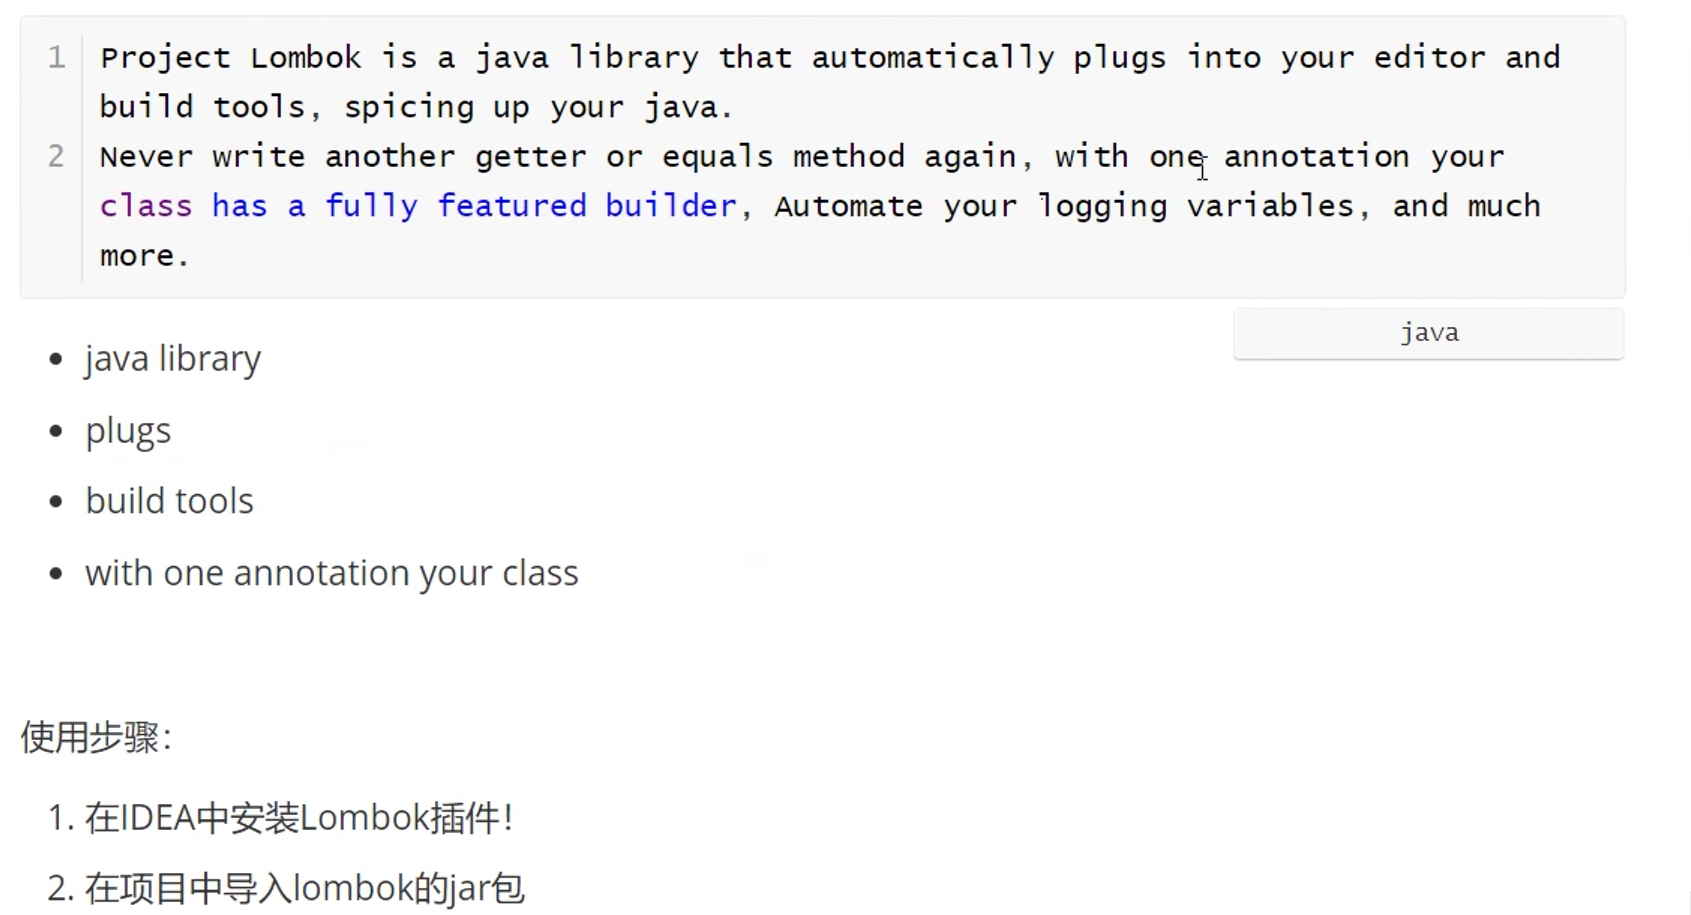 1 Project Lombok is a java library that automatically plugs into your editor and
build tools, spicing up your java.
2 Never write another getter or equals method again, with one annotation your
class has a fully featured builder, Automate your logging variables, and much
more.
java
• java library
• plugs
• build tools
• with one annotation your class
使用步骤：
1. 在IDEA中安装Lombok插件！
2. 在项目中导入lombok的jar包